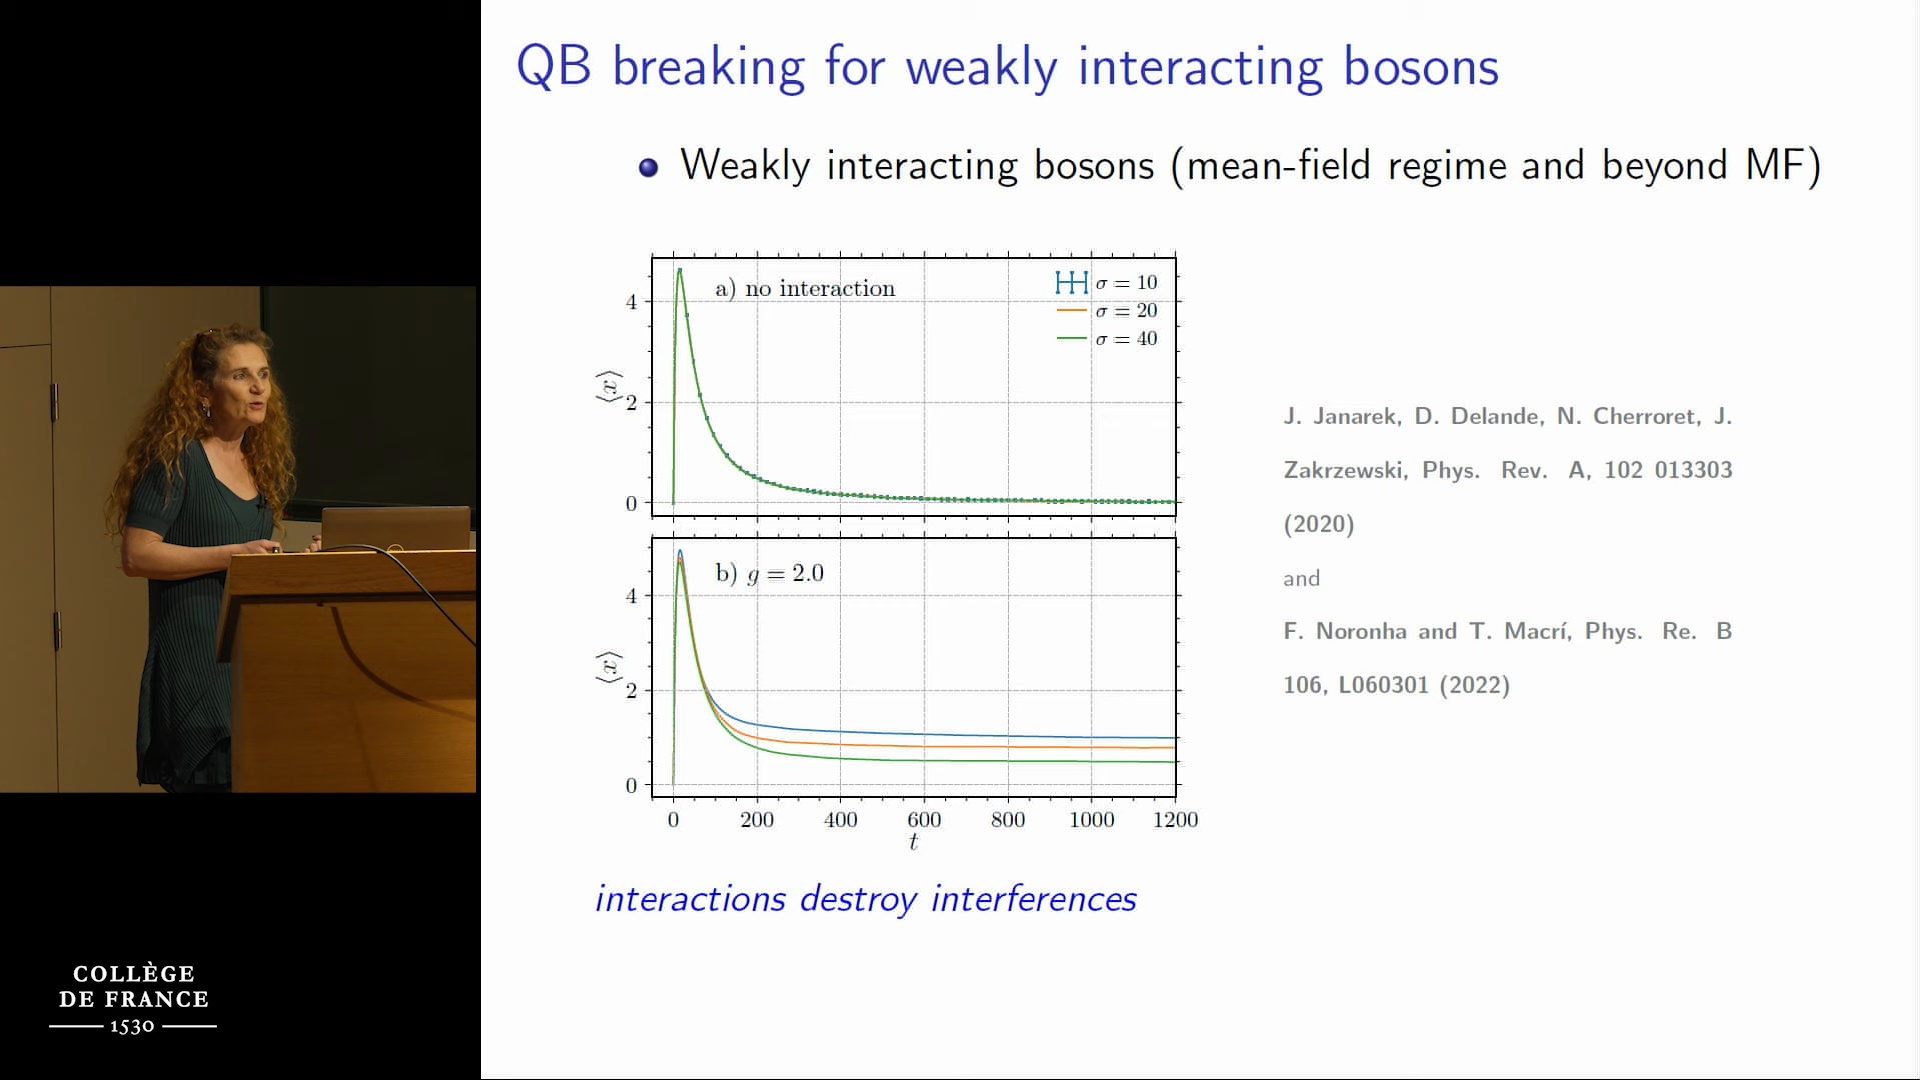 QB breaking for weakly interacting bosons
Weakly interacting bosons (mean-field regime and beyond MF)
a) no interaction
σ = 10
σ = 20
σ = 40
4
2
0
⟨x⟩
b) g = 2.0
4
2
0
⟨x⟩
0 200 400 600 800 1000 1200
t
interactions destroy interferences
J. Janarek, D. Delande, N. Cherroret, J.
Zakrzewski, Phys. Rev. A, 102 013303
(2020)
and
F. Noronha and T. Macrí, Phys. Re. B
106, L060301 (2022)
COLLÈGE
DE FRANCE
1530